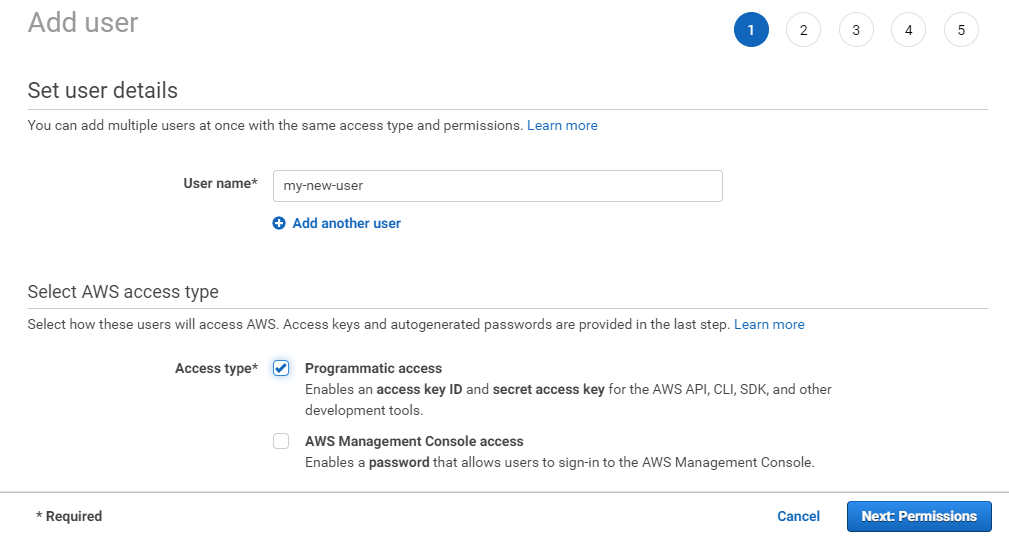 Add user
1 2 3 4 5
Set user details
You can add multiple users at once with the same access type and permissions. Learn more
User name* my-new-user
Add another user
Select AWS access type
Select how these users will access AWS. Access keys and autogenerated passwords are provided in the last step. Learn more
Access type* Programmatic access
Enables an access key ID and secret access key for the AWS API, CLI, SDK, and other
development tools.
AWS Management Console access
Enables a password that allows users to sign-in to the AWS Management Console.
* Required Cancel Next: Permissions